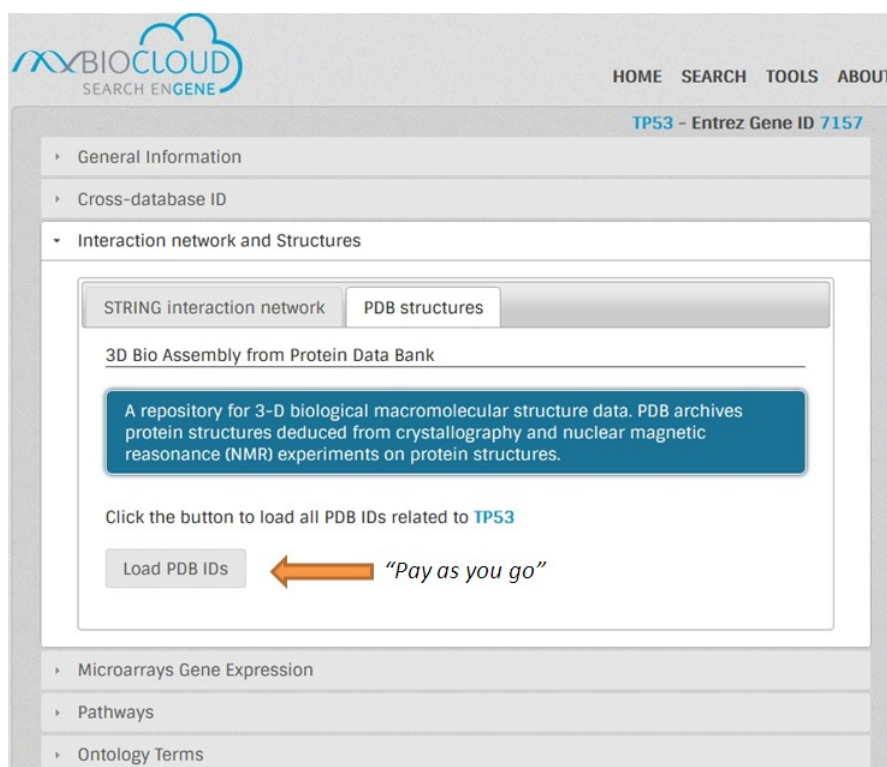 BIOCLOUD
SEARCH ENGENE
HOME SEARCH TOOLS ABOUT
TP53 - Entrez Gene ID 7157
General Information
Cross-database ID
Interaction network and Structures
STRING interaction network PDB structures
3D Bio Assembly from Protein Data Bank
A repository for 3-D biological macromolecular structure data. PDB archives
protein structures deduced from crystallography and nuclear magnetic
reasonance (NMR) experiments on protein structures.
Click the button to load all PDB IDs related to TP53
Load PDB IDs “Pay as you go”
Microarrays Gene Expression
Pathways
Ontology Terms